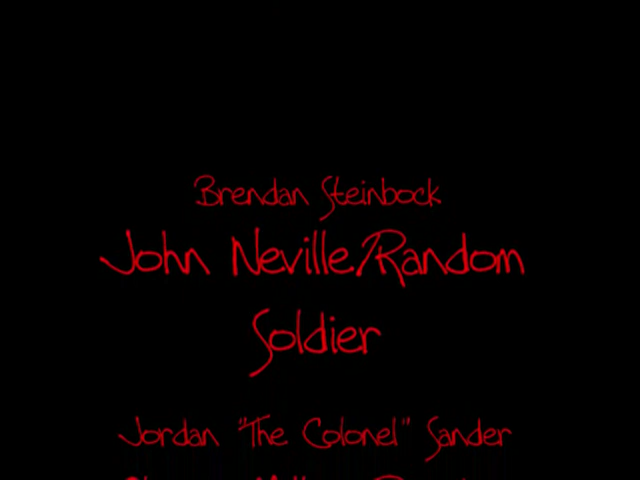 Brendan Steinbock
John Neville/Random
Soldier
Jordan "The Colonel" Sander